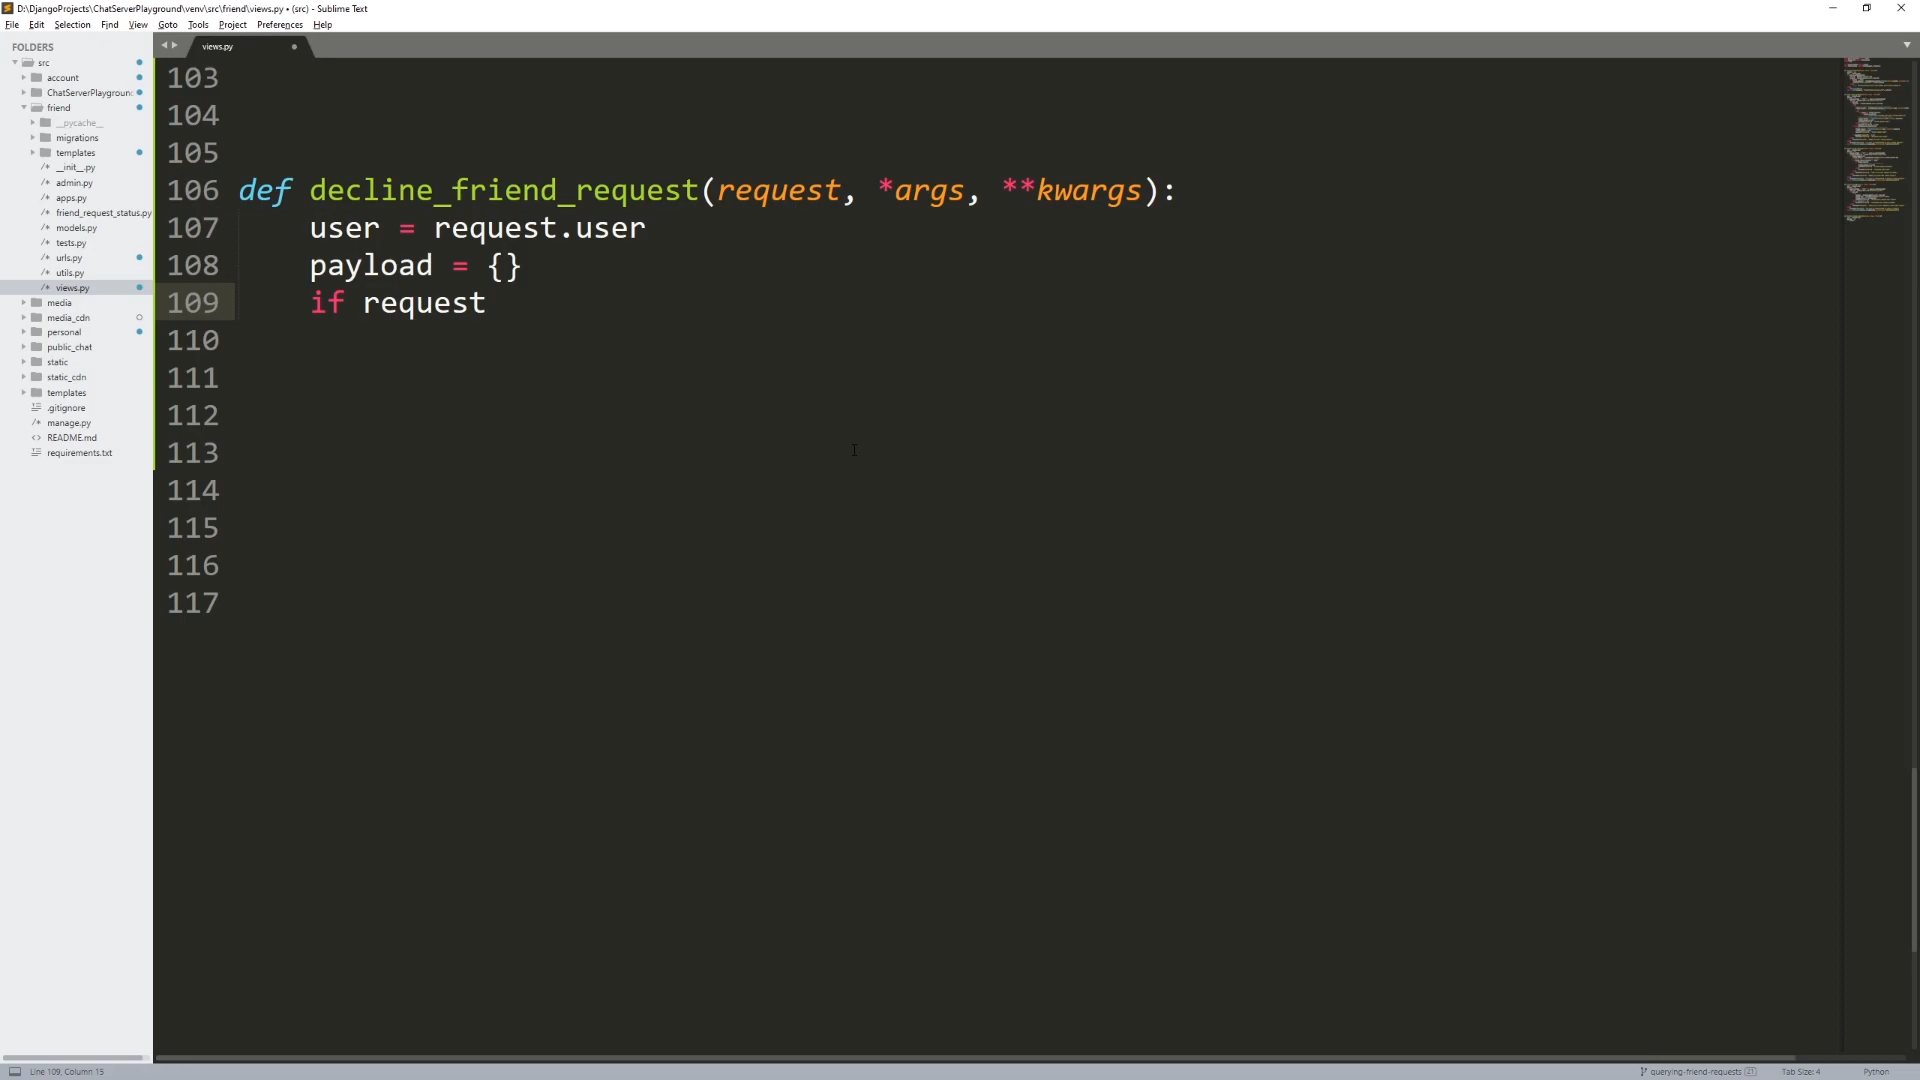 D:\DjangoProjects\ChatServerPlayground\venv\src\friend\views.py • (src) - Sublime Text
File Edit Selection Find View Goto Tools Project Preferences Help
FOLDERS
src
account
ChatServerPlayground
friend
__pycache__
migrations
templates
__init__.py
admin.py
apps.py
friend_request_status.py
models.py
tests.py
urls.py
utils.py
views.py
media
media_cdn
personal
public_chat
static
static_cdn
templates
.gitignore
manage.py
README.md
requirements.txt
views.py
103
104
105
106 def decline_friend_request(request, *args, **kwargs):
107 user = request.user
108 payload = {}
109 if request
110
111
112
113
114
115
116
117
Line 109, Column 15
querying-friend-requests 27 Tab Size: 4 Python